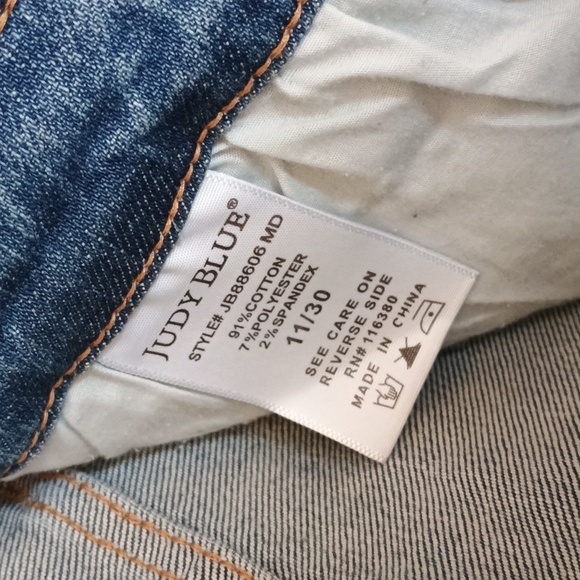 JUDY BLUE®
STYLE# JB88606 MD
91%COTTON
7%POLYESTER
2%SPANDEX
11/30
SEE CARE ON
REVERSE SIDE
RN# 116380
MADE IN CHINA